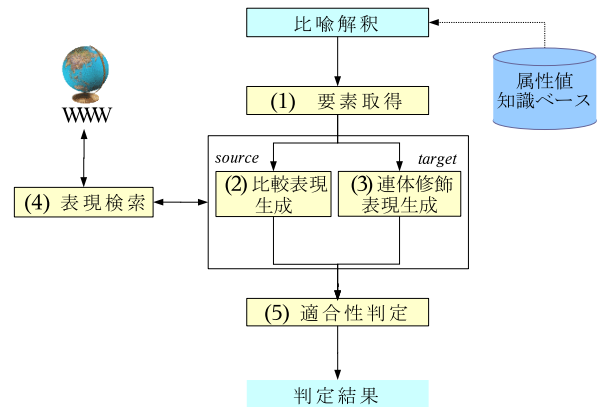 比喩解釈
属性値
知識ベース
WWW
(1) 要素取得
source
target
(2) 比較表現
生成
(3) 連体修飾
表現生成
(4) 表現検索
(5) 適合性判定
判定結果